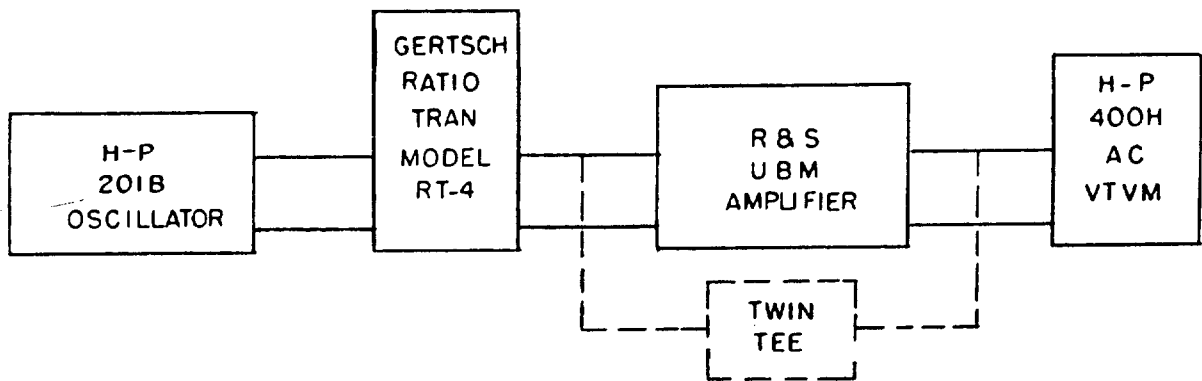 H-P
201B
OSCILLATOR
GERTSCH
RATIO
TRAN
MODEL
RT-4
R & S
UBM
AMPLIFIER
H-P
400H
AC
VTVM
TWIN
TEE